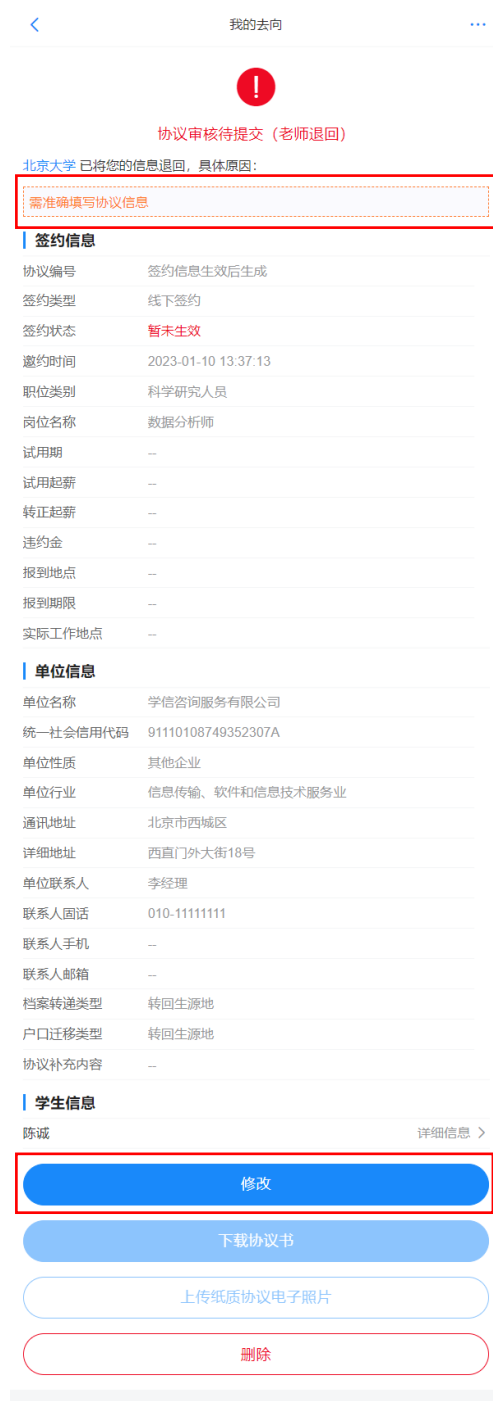 我的去向
协议审核待提交（老师退回）
北京大学 已将您的信息退回，具体原因：
需准确填写协议信息
签约信息
协议编号 签约信息生效后生成
签约类型 线下签约
签约状态 暂未生效
邀约时间 2023-01-10 13:37:13
职位类别 科学研究人员
岗位名称 数据分析师
试用期 --
试用起薪 --
转正起薪 --
违约金 --
报到地点 --
报到期限 --
实际工作地点 --
单位信息
单位名称 学信咨询服务有限公司
统一社会信用代码 91110108749352307A
单位性质 其他企业
单位行业 信息传输、软件和信息技术服务业
通讯地址 北京市西城区
详细地址 西直门外大街18号
单位联系人 李经理
联系人固话 010-11111111
联系人手机 --
联系人邮箱 --
档案转递类型 转回生源地
户口迁移类型 转回生源地
协议补充内容 --
学生信息
陈诚 详细信息
修改
下载协议书
上传纸质协议电子照片
删除